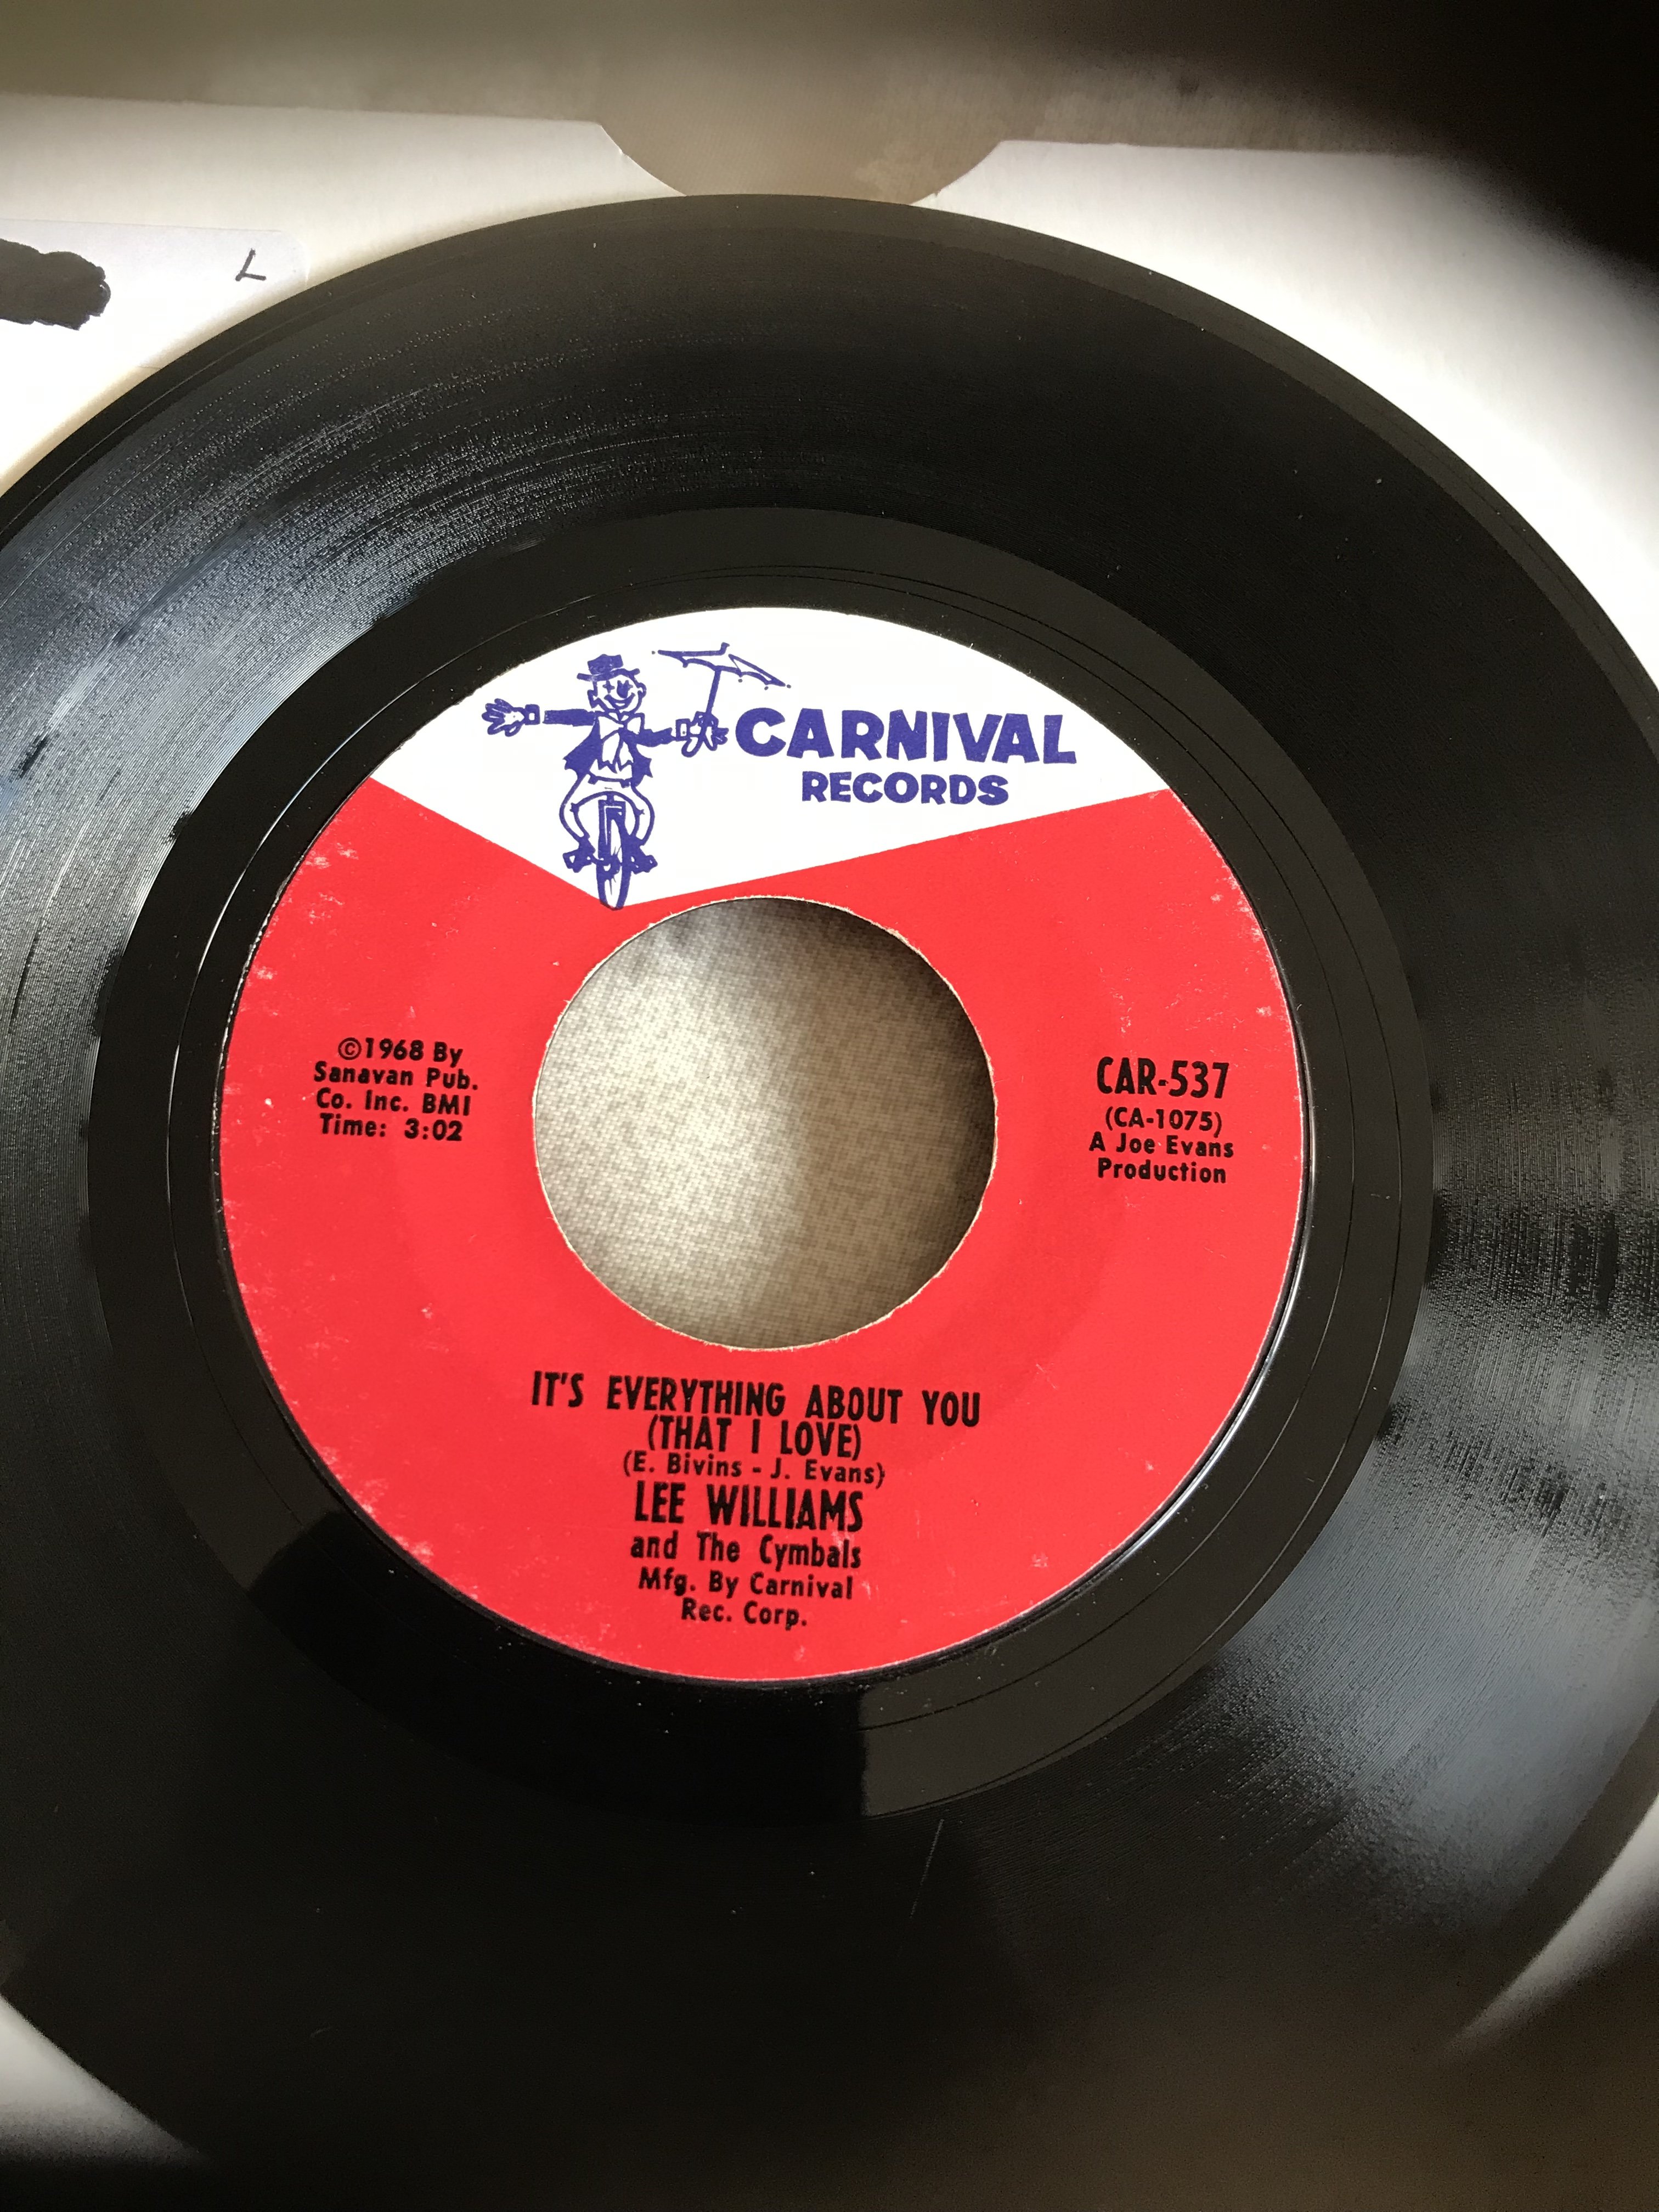 L
CARNIVAL
RECORDS
©1968 By
Sanavan Pub.
Co. Inc. BMI
Time: 3:02
CAR-537
(CA-1075)
A Joe Evans
Production
IT'S EVERYTHING ABOUT YOU
(THAT I LOVE)
(E. Bivins - J. Evans)
LEE WILLIAMS
and The Cymbals
Mfg. By Carnival
Rec. Corp.